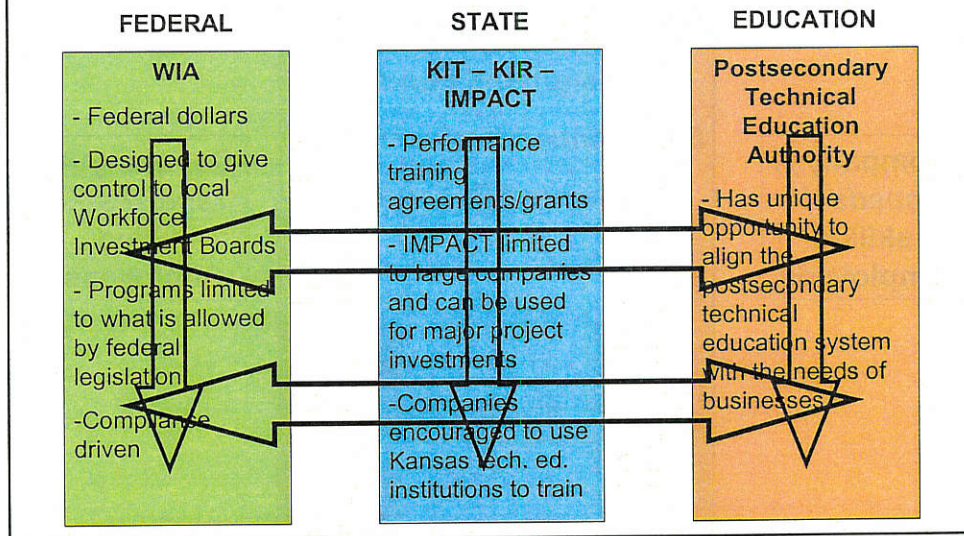 FEDERAL
WIA
- Federal dollars
- Designed to give
control to local
Workforce
Investment Boards
- Programs limited
to what is allowed
by federal
legislation
-Compliance
driven
STATE
KIT – KIR –
IMPACT
- Performance
training
agreements/grants
- IMPACT limited
to large companies
and can be used
for major project
investments
-Companies
encouraged to use
Kansas tech. ed.
institutions to train
EDUCATION
Postsecondary
Technical
Education
Authority
- Has unique
opportunity to
align the
postsecondary
technical
education system
with the needs of
businesses